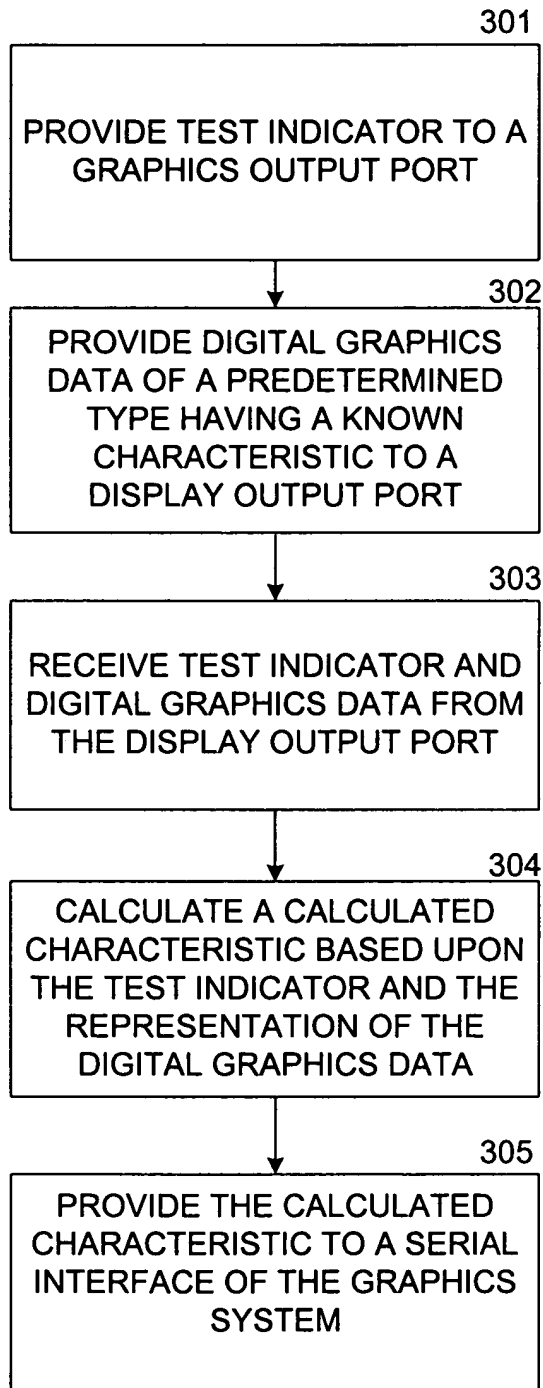 301
PROVIDE TEST INDICATOR TO A
GRAPHICS OUTPUT PORT
302
PROVIDE DIGITAL GRAPHICS
DATA OF A PREDETERMINED
TYPE HAVING A KNOWN
CHARACTERISTIC TO A
DISPLAY OUTPUT PORT
303
RECEIVE TEST INDICATOR AND
DIGITAL GRAPHICS DATA FROM
THE DISPLAY OUTPUT PORT
304
CALCULATE A CALCULATED
CHARACTERISTIC BASED UPON
THE TEST INDICATOR AND THE
REPRESENTATION OF THE
DIGITAL GRAPHICS DATA
305
PROVIDE THE CALCULATED
CHARACTERISTIC TO A SERIAL
INTERFACE OF THE GRAPHICS
SYSTEM